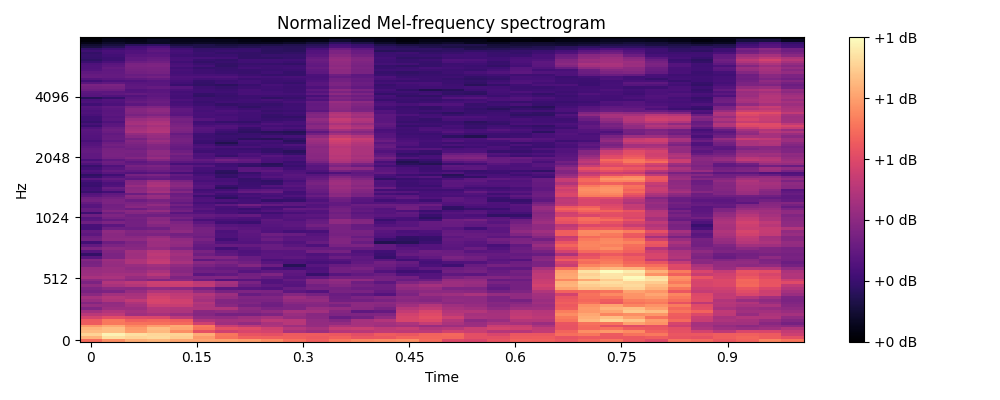 Normalized Mel-frequency spectrogram
Hz
4096
2048
1024
512
0
0 0.15 0.3 0.45 0.6 0.75 0.9
Time
+1 dB
+1 dB
+1 dB
+0 dB
+0 dB
+0 dB